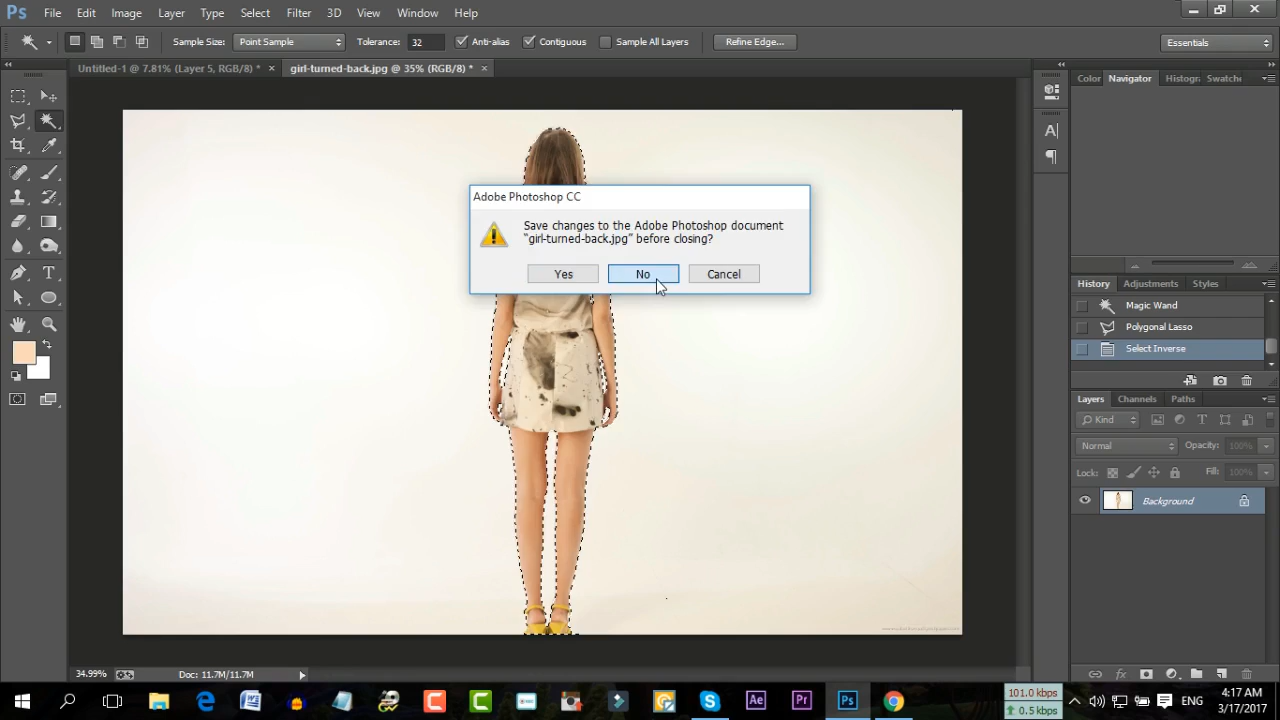 Ps File Edit Image Layer Type Select Filter 3D View Window Help
Sample Size: Point Sample Tolerance: 32 Anti-alias Contiguous Sample All Layers Refine Edge... Essentials
Untitled-1 @ 7.81% (Layer 5, RGB/8) * × girl-turned-back.jpg @ 35% (RGB/8) * ×
Color Navigator Histogr Swatche
Adobe Photoshop CC
Save changes to the Adobe Photoshop document
“girl-turned-back.jpg” before closing?
Yes No Cancel
History Adjustments Styles
Magic Wand
Polygonal Lasso
Select Inverse
Layers Channels Paths
Kind
Normal Opacity: 100%
Lock: Fill: 100%
Background
34.99% Doc: 11.7M/11.7M
101.0 kbps
0.5 kbps
ENG
4:17 AM
3/17/2017